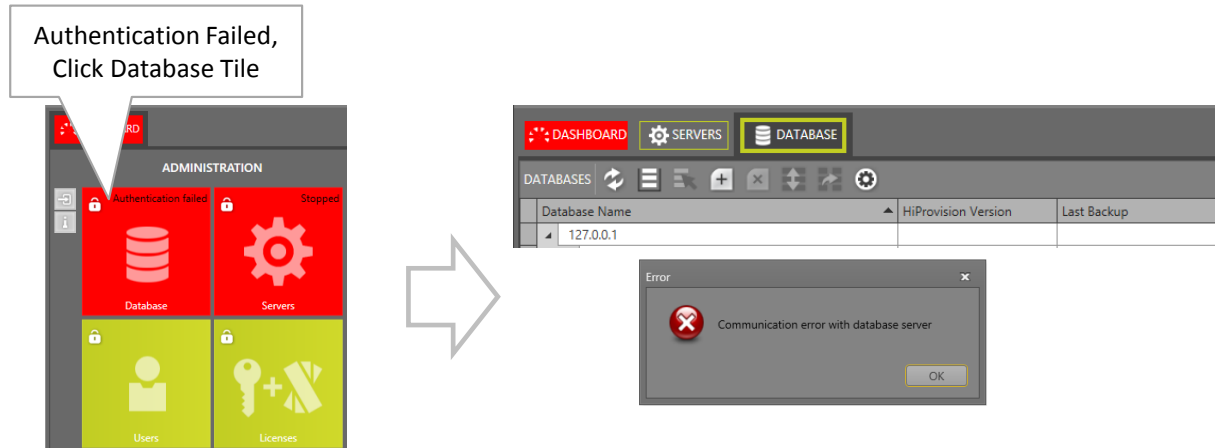 Authentication Failed,
Click Database Tile
RD
ADMINISTRATION
Authentication failed
Stopped
Database
Servers
Users
Licenses
DASHBOARD
SERVERS
DATABASE
DATABASES
Database Name
HiProvision Version
Last Backup
127.0.0.1
Error
Communication error with database server
OK